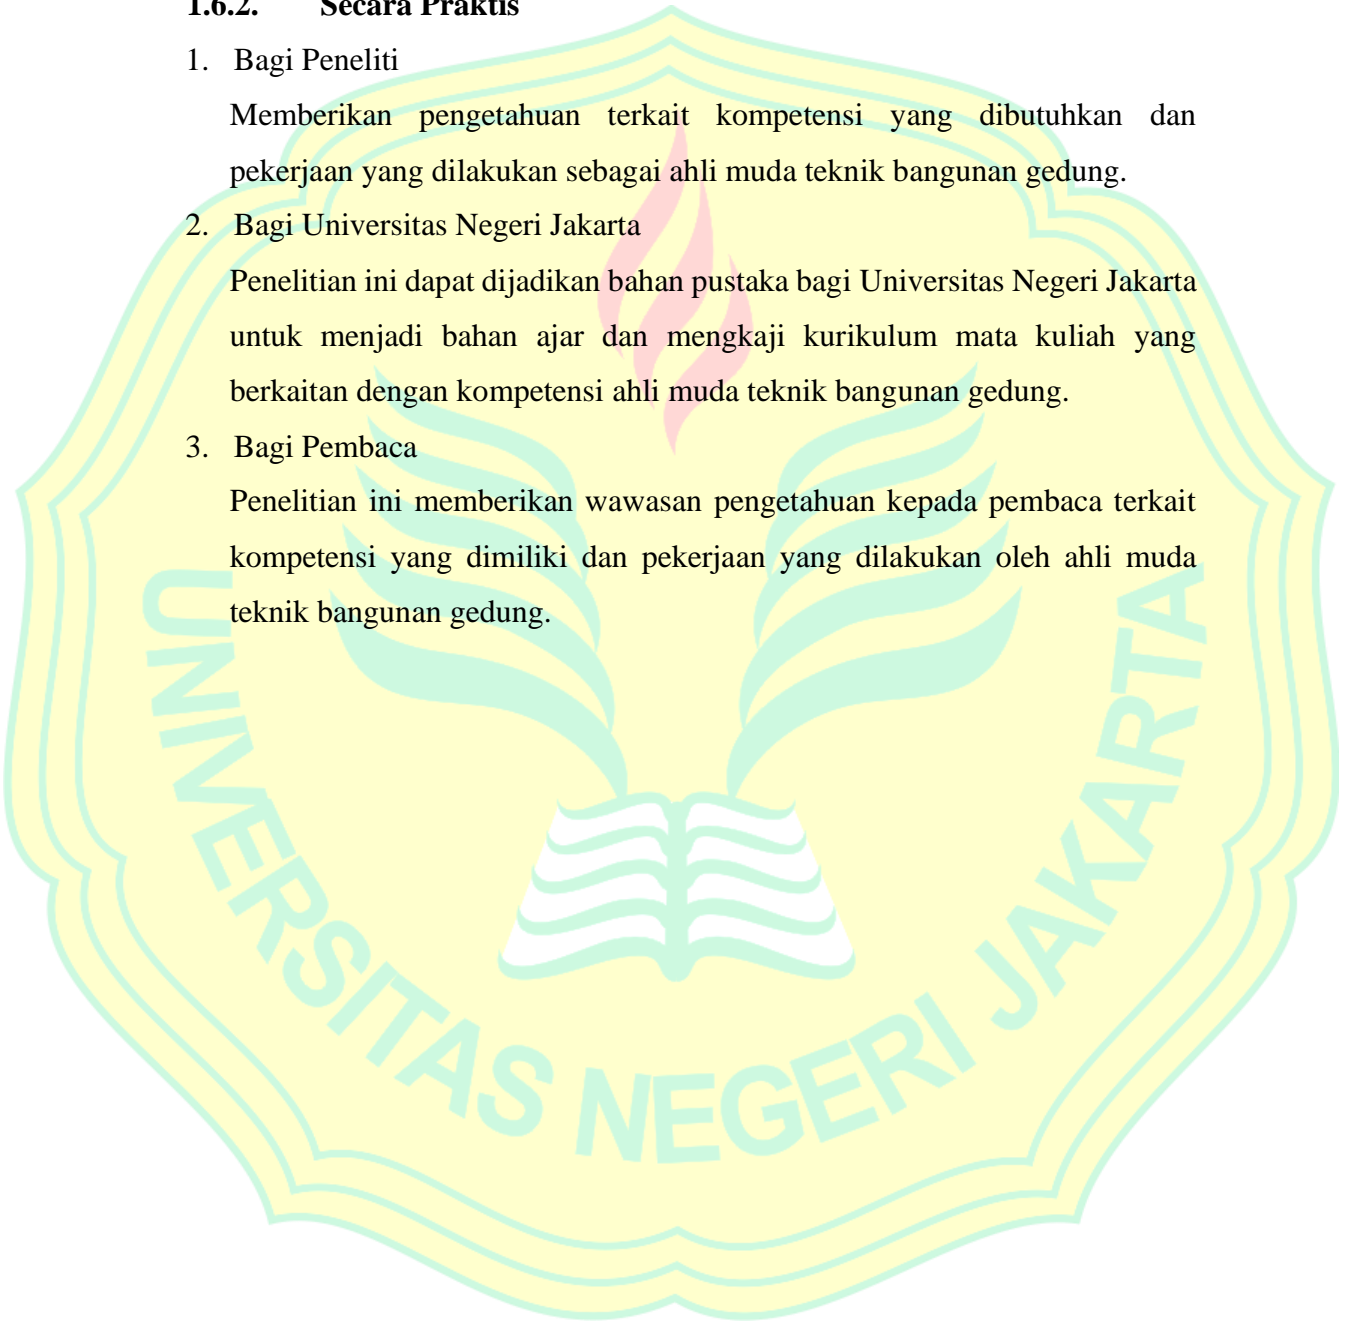 1.6.2. Secara Praktis
1. Bagi Peneliti
Memberikan pengetahuan terkait kompetensi yang dibutuhkan dan
pekerjaan yang dilakukan sebagai ahli muda teknik bangunan gedung.
2. Bagi Universitas Negeri Jakarta
Penelitian ini dapat dijadikan bahan pustaka bagi Universitas Negeri Jakarta
untuk menjadi bahan ajar dan mengkaji kurikulum mata kuliah yang
berkaitan dengan kompetensi ahli muda teknik bangunan gedung.
3. Bagi Pembaca
Penelitian ini memberikan wawasan pengetahuan kepada pembaca terkait
kompetensi yang dimiliki dan pekerjaan yang dilakukan oleh ahli muda
teknik bangunan gedung.
UNIVERSITAS NEGERI JAKARTA